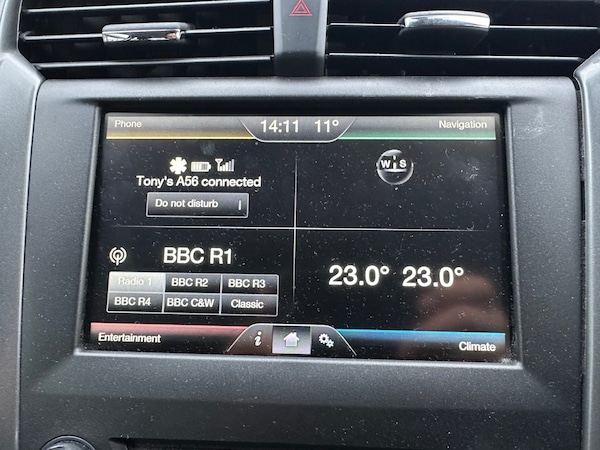 Phone 14:11 11° Navigation
Tony's A56 connected
Do not disturb
W S
BBC R1
Radio 1 BBC R2 BBC R3
BBC R4 BBC C&W Classic
23.0° 23.0°
Entertainment i Climate